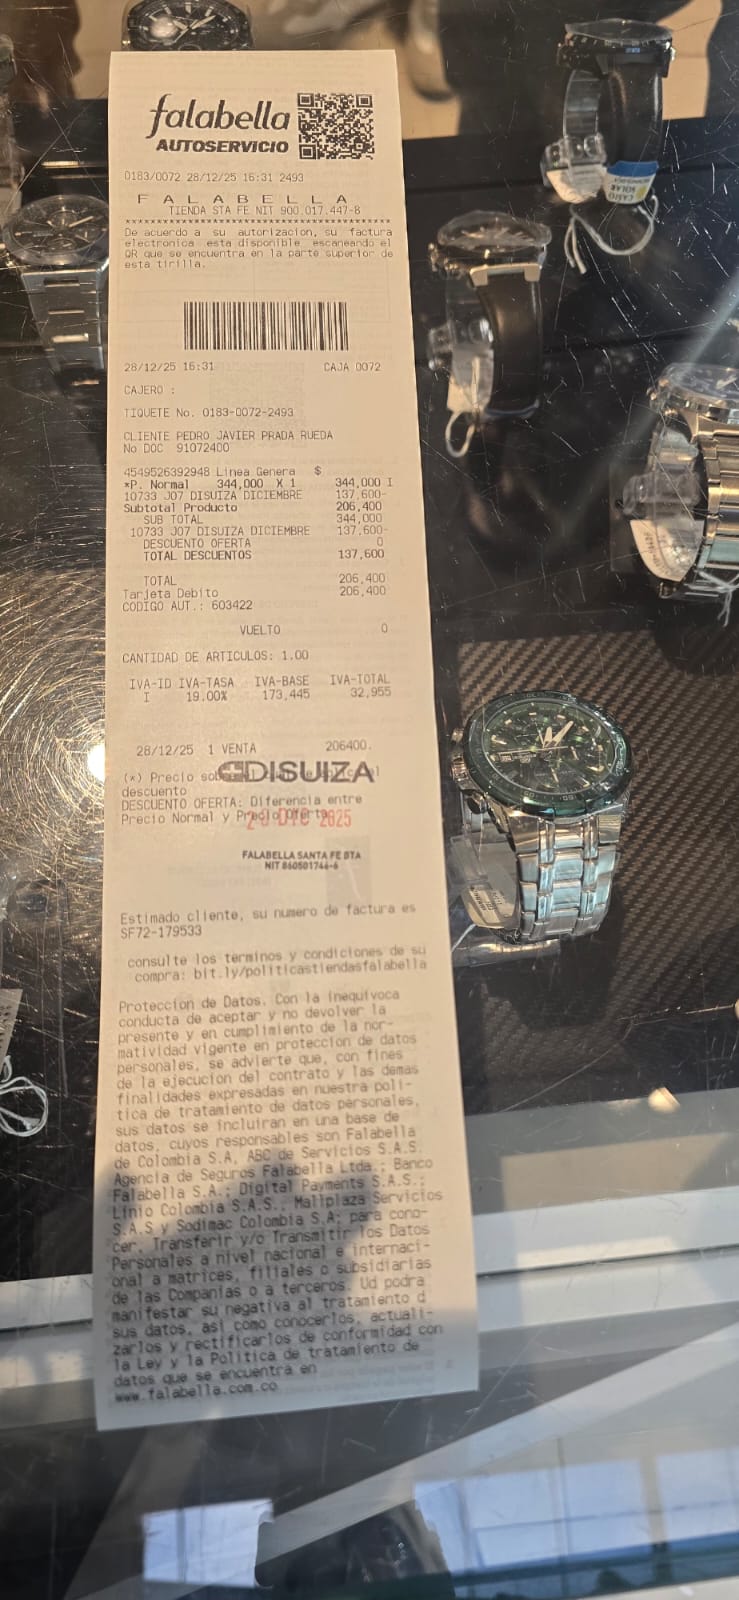 falabella
AUTOSERVICIO
0183/0072 28/12/25 16:31 2493
F A L A B E L L A
TIENDA STA FE NIT 900.017.447-8
****************************************
De acuerdo a su autorizacion, su factura
electronica esta disponible escaneando el
QR que se encuentra en la parte superior de
esta tirilla.
28/12/25 16:31 CAJA 0072
CAJERO :
TIQUETE No. 0183-0072-2493
CLIENTE PEDRO JAVIER PRADA RUEDA
No DOC 91072400
4549526392948 Linea Genera $
*P. Normal 344,000 X 1 344,000 I
10733 J07 DISUIZA DICIEMBRE 137,600-
Subtotal Producto 206,400
SUB TOTAL 344,000
10733 J07 DISUIZA DICIEMBRE 137,600-
DESCUENTO OFERTA 0
TOTAL DESCUENTOS 137,600
TOTAL 206,400
Tarjeta Debito 206,400
CODIGO AUT.: 603422
VUELTO 0
CANTIDAD DE ARTICULOS: 1.00
IVA-ID IVA-TASA IVA-BASE IVA-TOTAL
I 19.00% 173,445 32,955
28/12/25 1 VENTA 206400.
(*) Precio
DISUIZA
descuento
DESCUENTO OFERTA: Diferencia entre
Precio Normal y Precio Oferta
DIC 2025
FALABELLA SANTA FE BTA
NIT 860501744-6
Estimado cliente, su numero de factura es
SF72-179533
consulte los terminos y condiciones de su
compra: bit.ly/politicastiendasfalabella
Proteccion de Datos. Con la inequivoca
conducta de aceptar y no devolver la
presente y en cumplimiento de la nor-
matividad vigente en proteccion de datos
personales, se advierte que, con fines
de la ejecucion del contrato y las demas
finalidades expresadas en nuestra poli-
tica de tratamiento de datos personales,
sus datos se incluiran en una base de
datos, cuyos responsables son Falabella
de Colombia S.A, ABC de Servicios S.A.S.
Agencia de Seguros Falabella Ltda.; Banco
Falabella S.A.; Digital Payments S.A.S.;
Linio Colombia S.A.S., Mallplaza Servicios
S.A.S y Sodimac Colombia S.A; para cono-
cer, Transferir y/o Transmitir los Datos
Personales a nivel nacional e internaci-
onal a matrices, filiales o subsidiarias
de las Companias o a terceros. Ud podra
manifestar su negativa al tratamiento d
sus datos, asi como conocerlos, actuali-
zarlos y rectificarlos de conformidad con
la Ley y la Politica de tratamiento de
datos que se encuentra en
www.falabella.com.co
CASIO
SOLAR